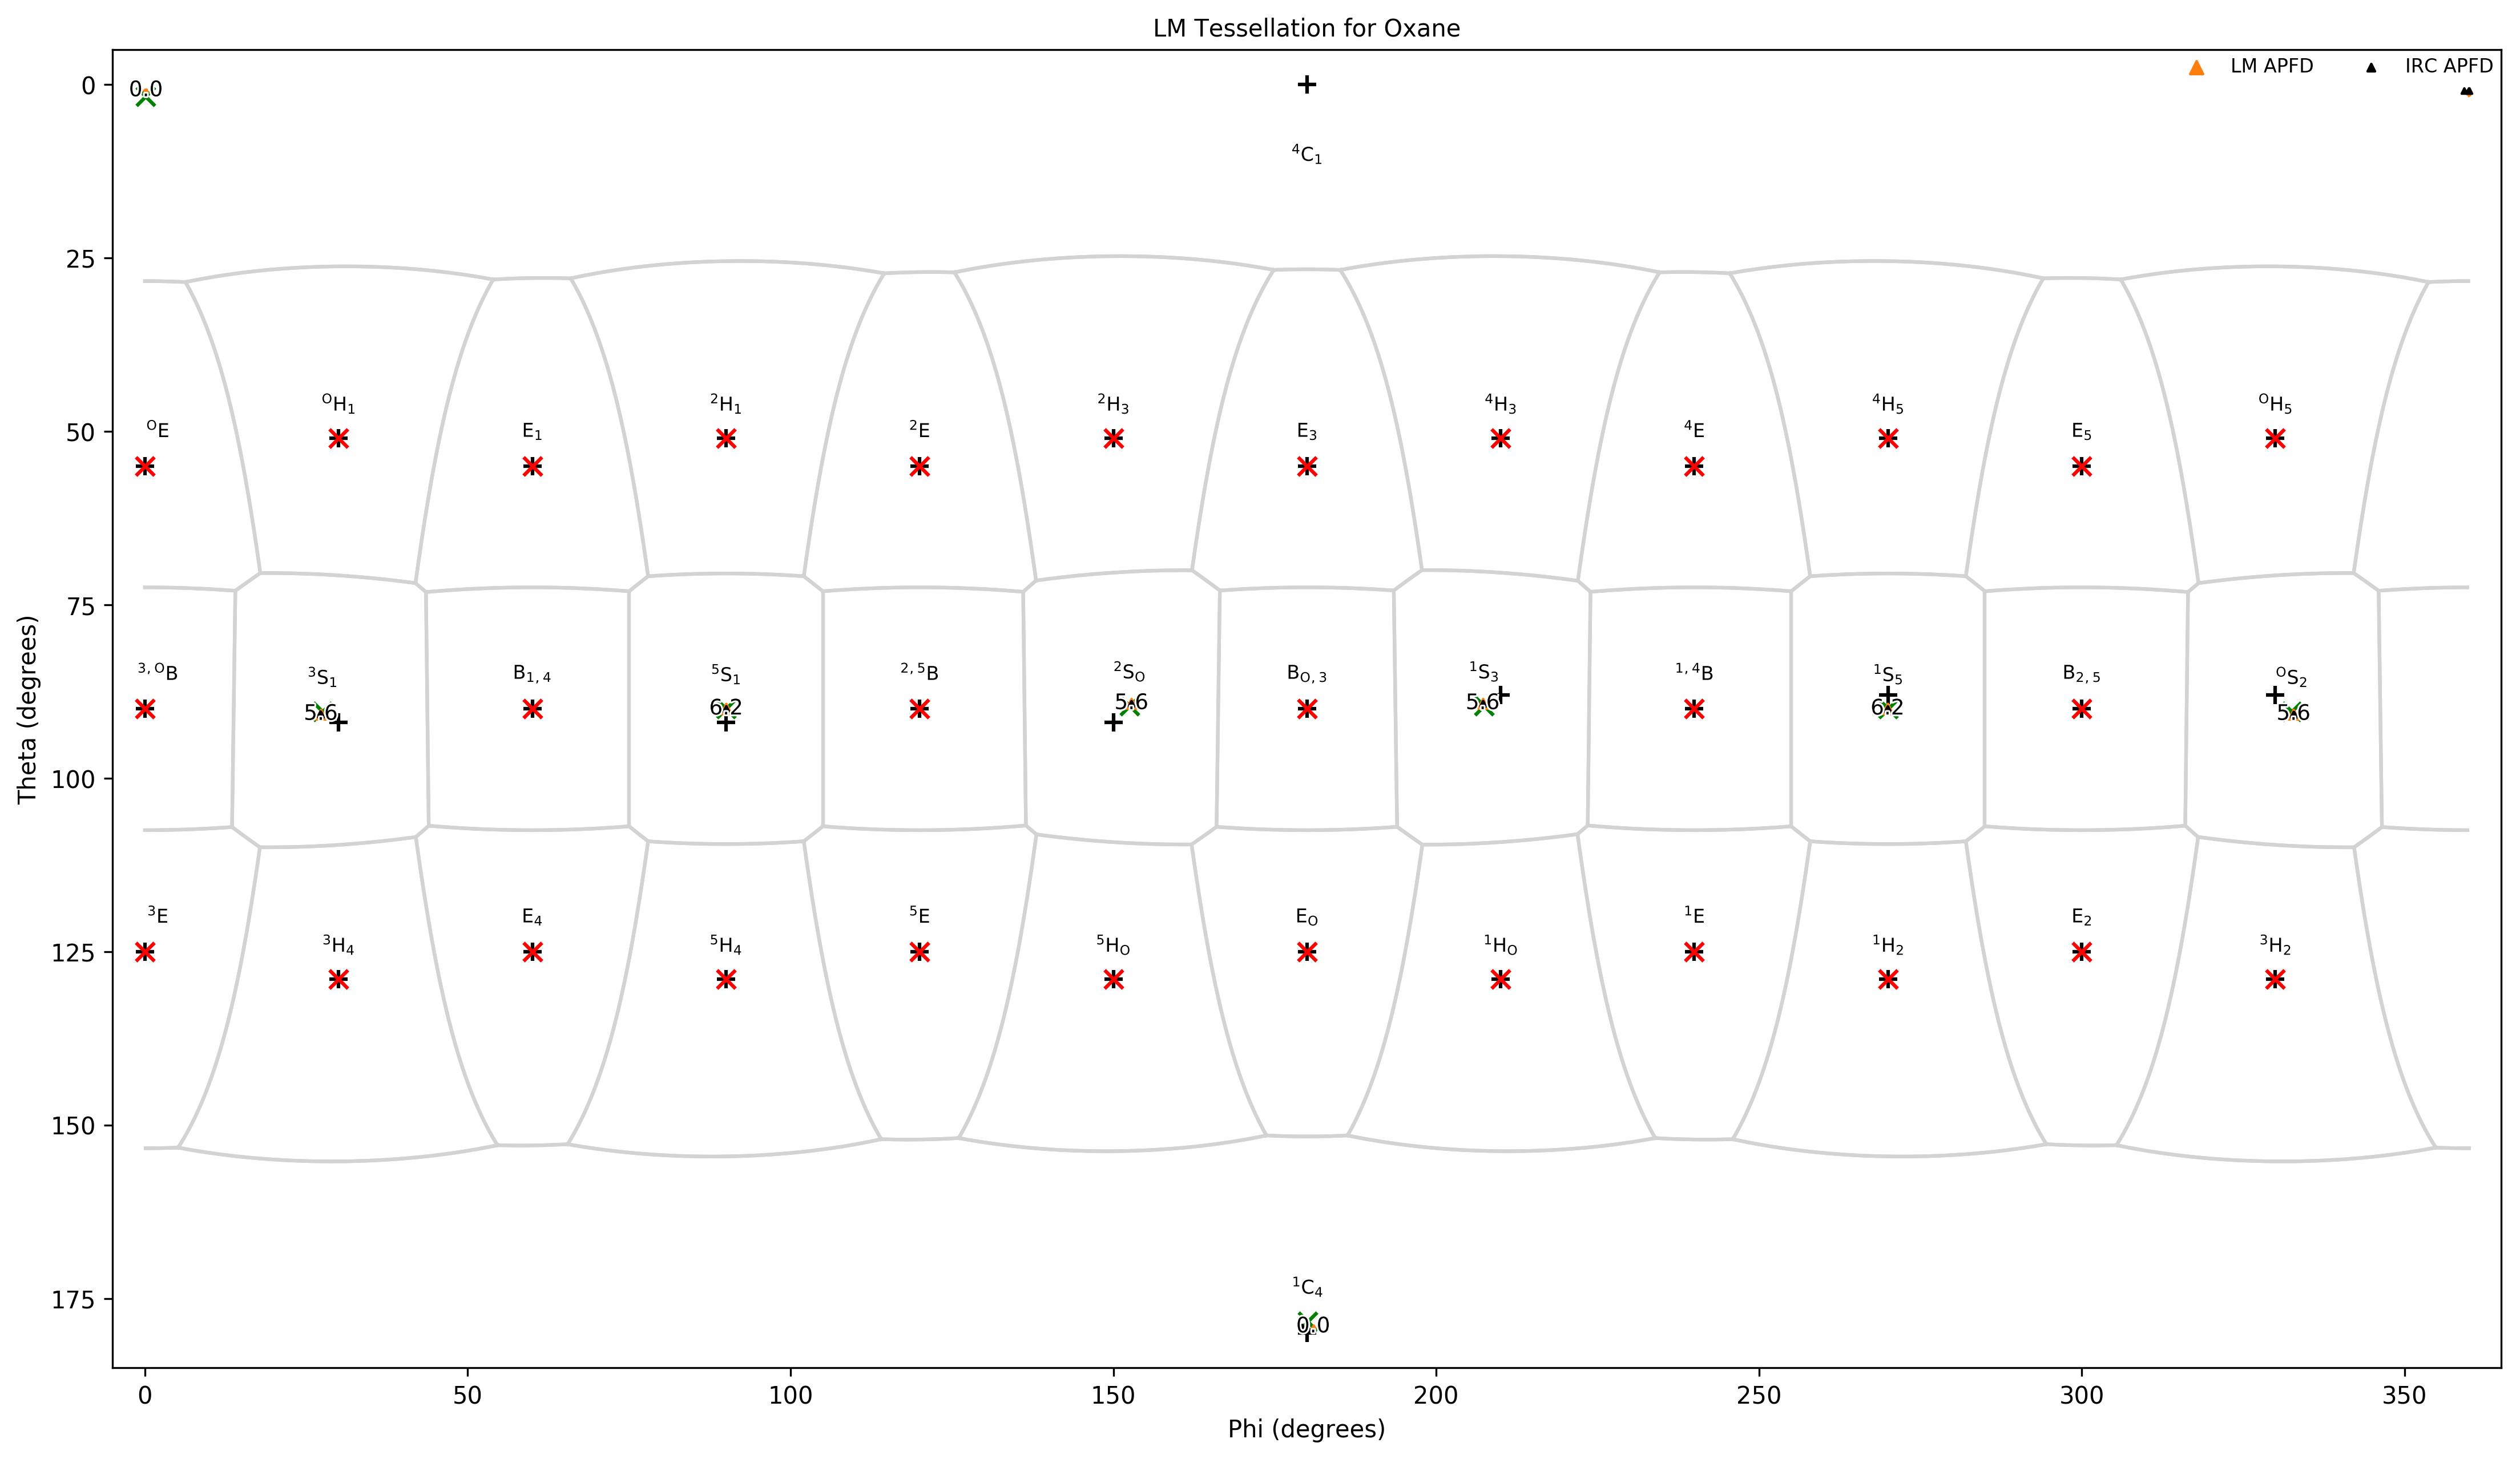 LM Tessellation for Oxane
LM APFD IRC APFD
0.0
⁴C₁
ᴼH₁ ²H₁ ²H₃ ⁴H₃ ⁴H₅ ᴼH₅
ᴼE E₁ ²E E₃ ⁴E E₅
³,ᴼB ³S₁ B₁,₄ ⁵S₁ ²,⁵B ²Sₒ Bₒ,₃ ¹S₃ ¹,⁴B ¹S₅ B₂,₅ ᴼS₂
5.6 6.2 5.6 5.6 6.2 5.6
³E E₄ ⁵E Eₒ ¹E E₂
³H₄ ⁵H₄ ⁵Hₒ ¹Hₒ ¹H₂ ³H₂
¹C₄
0.0
0
25
50
75
100
125
150
175
Theta (degrees)
0 50 100 150 200 250 300 350
Phi (degrees)